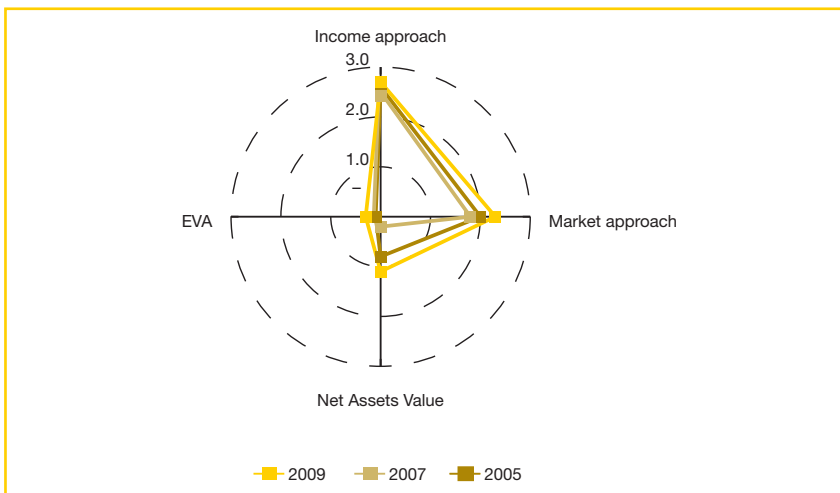 Income approach
3.0
2.0
1.0
EVA
Market approach
Net Assets Value
2009 2007 2005